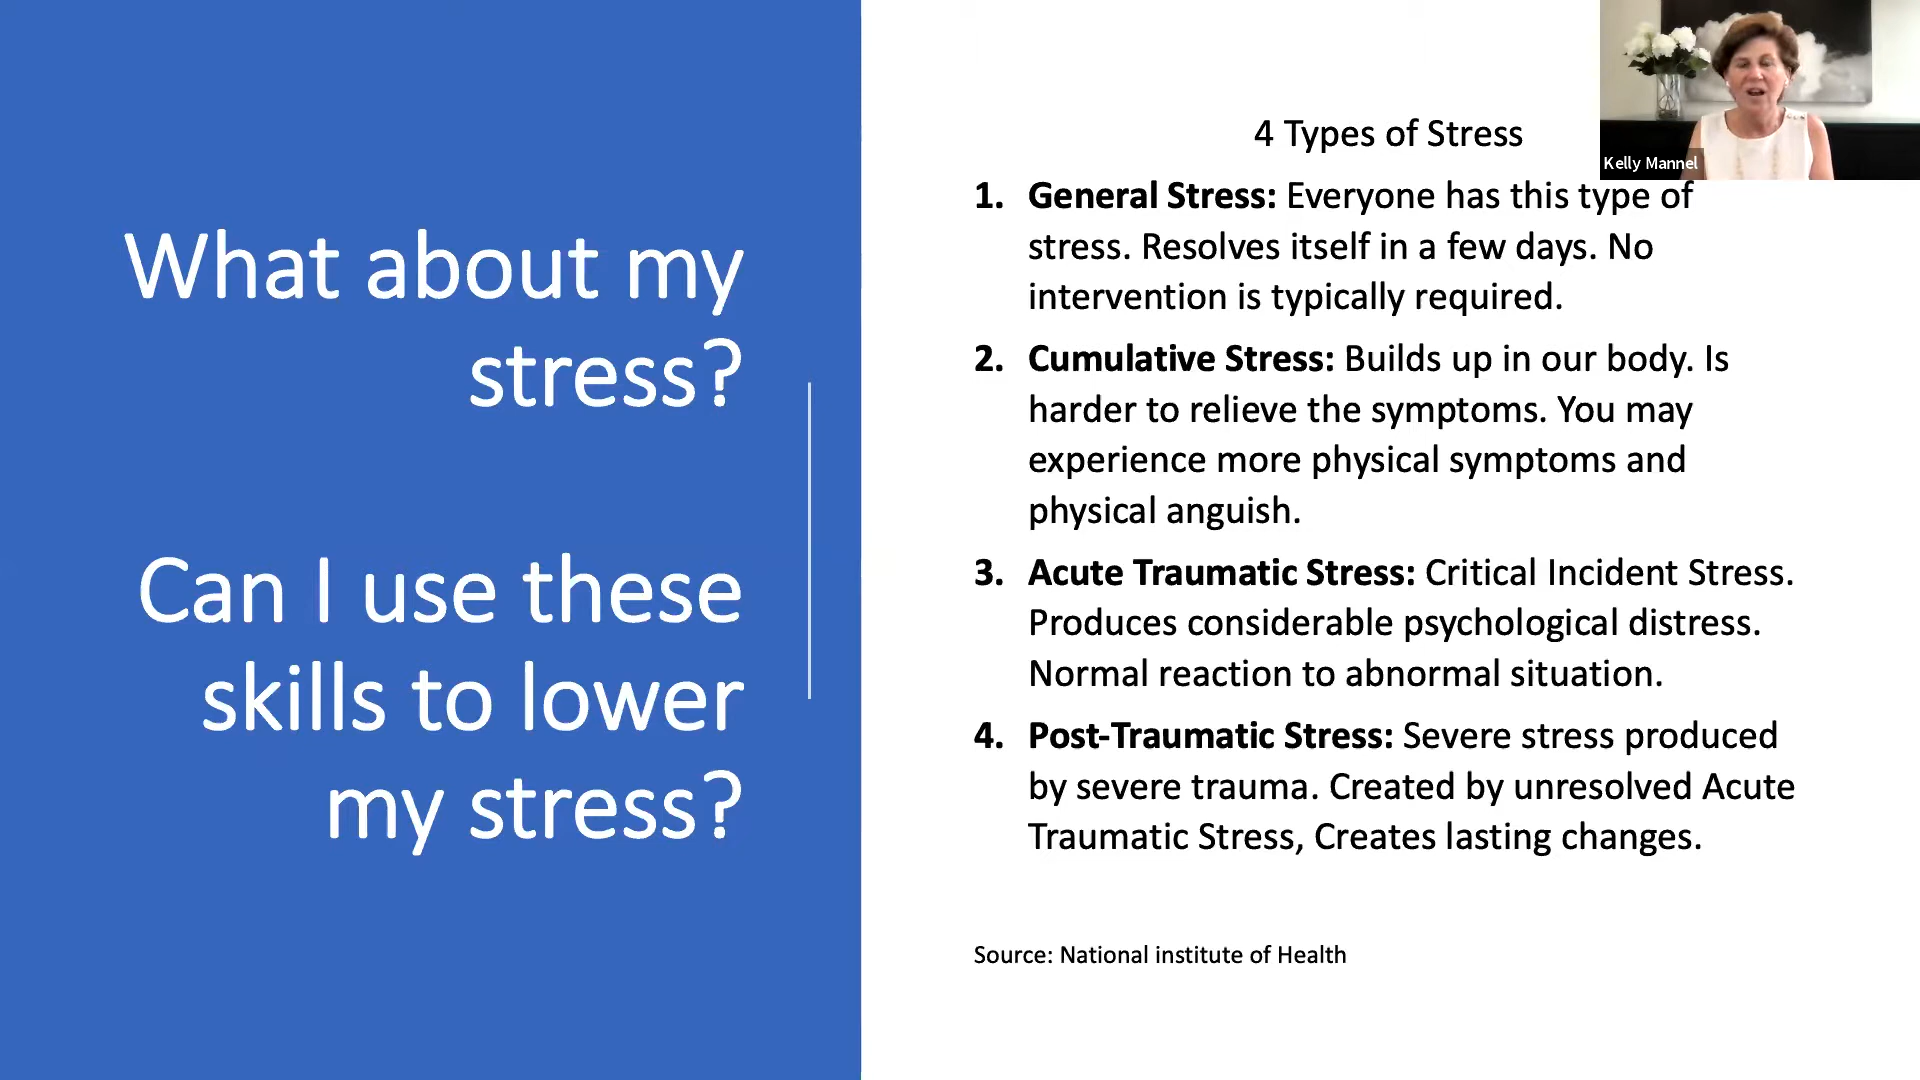 What about my
stress?
Can I use these
skills to lower
my stress?
4 Types of Stress
1. General Stress: Everyone has this type of
stress. Resolves itself in a few days. No
intervention is typically required.
2. Cumulative Stress: Builds up in our body. Is
harder to relieve the symptoms. You may
experience more physical symptoms and
physical anguish.
3. Acute Traumatic Stress: Critical Incident Stress.
Produces considerable psychological distress.
Normal reaction to abnormal situation.
4. Post-Traumatic Stress: Severe stress produced
by severe trauma. Created by unresolved Acute
Traumatic Stress, Creates lasting changes.
Source: National institute of Health
Kelly Mannel